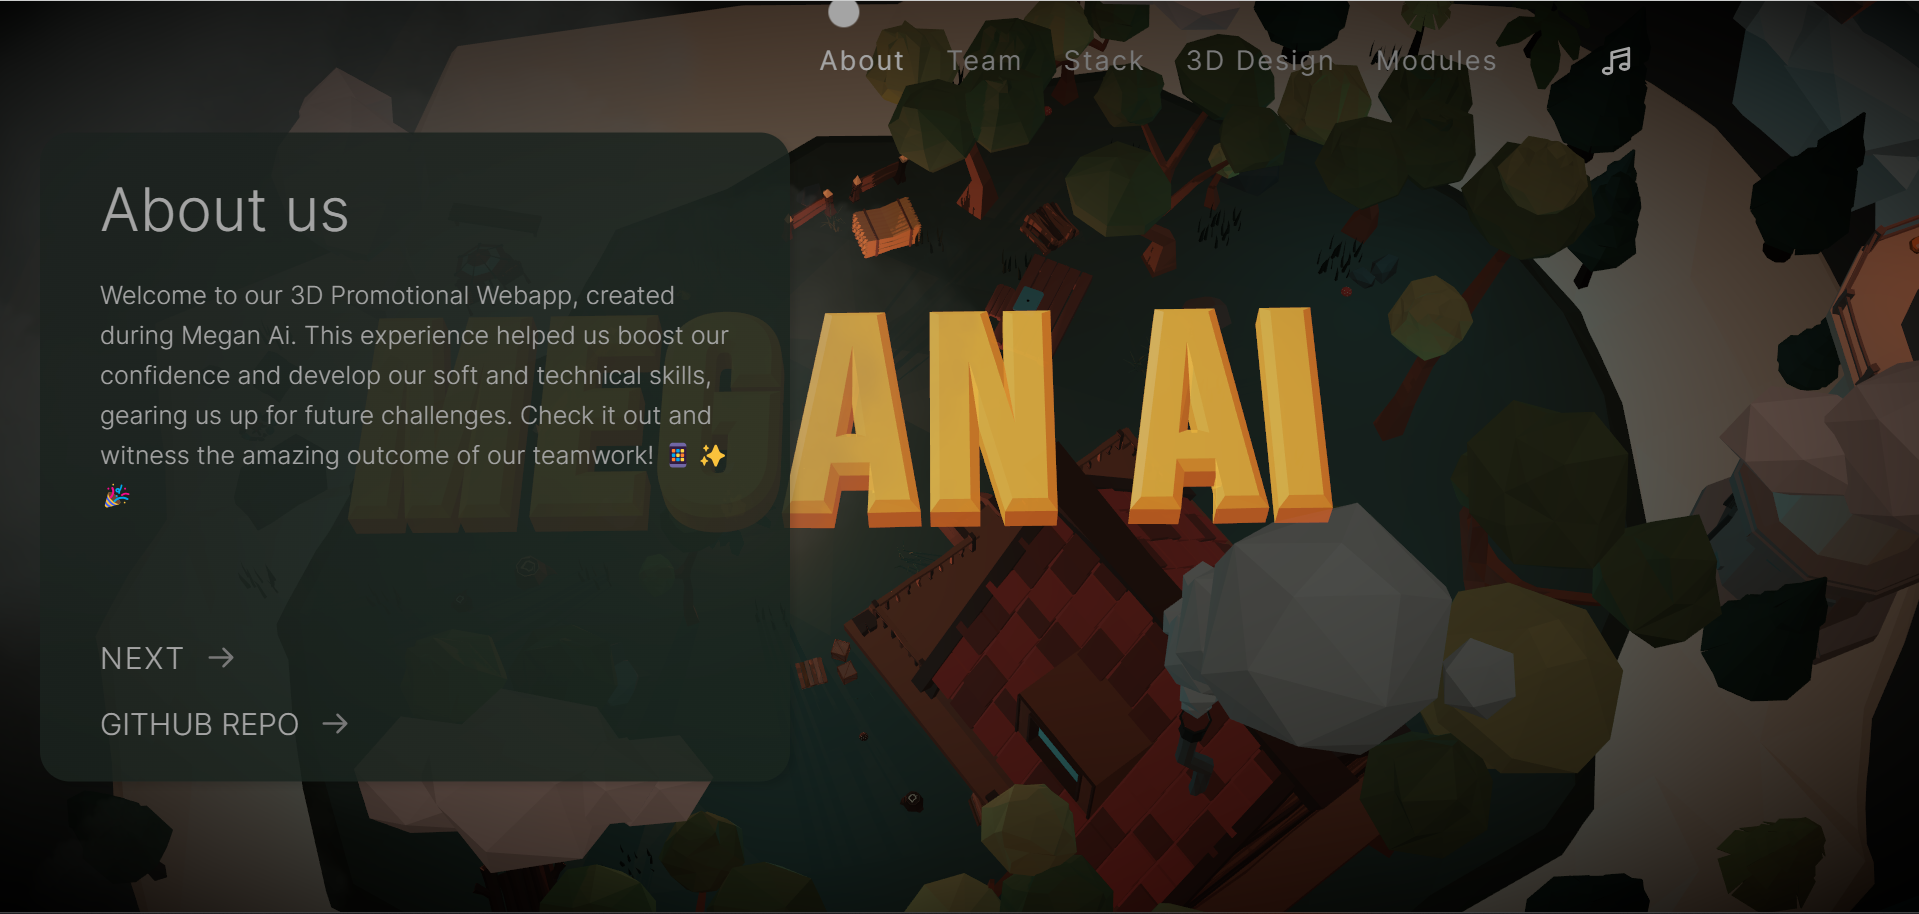 About Team Stack 3D Design Modules
About us
Welcome to our 3D Promotional Webapp, created
during Megan Ai. This experience helped us boost our
confidence and develop our soft and technical skills,
gearing us up for future challenges. Check it out and
witness the amazing outcome of our teamwork! 🎛️ ✨
🎉
MEGAN AI
NEXT →
GITHUB REPO →